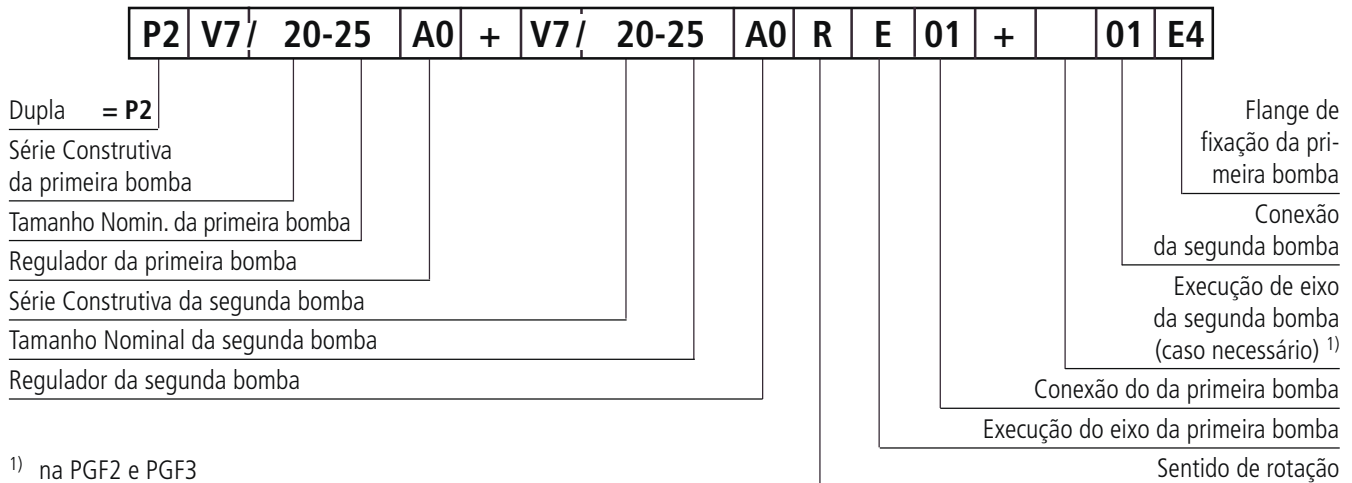 P2 V7/ 20-25 A0 + V7/ 20-25 A0 R E 01 + 01 E4
Dupla = P2
Série Construtiva
da primeira bomba
Tamanho Nomin. da primeira bomba
Regulador da primeira bomba
Série Construtiva da segunda bomba
Tamanho Nominal da segunda bomba
Regulador da segunda bomba
1) na PGF2 e PGF3
Flange de
fixação da pri-
meira bomba
Conexão
da segunda bomba
Execução de eixo
da segunda bomba
(caso necessário) 1)
Conexão do da primeira bomba
Execução do eixo da primeira bomba
Sentido de rotação